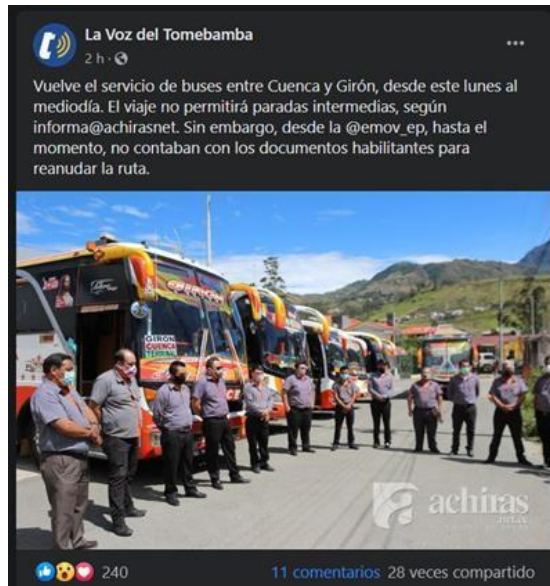 La Voz del Tomebamba
2 h ·
Vuelve el servicio de buses entre Cuenca y Girón, desde este lunes al
mediodía. El viaje no permitirá paradas intermedias, según
informa@achirasnet. Sin embargo, desde la @emov_ep, hasta el
momento, no contaban con los documentos habilitantes para
reanudar la ruta.
GIRON
CUENCA
TERMINAL
achiras
240
11 comentarios 28 veces compartido